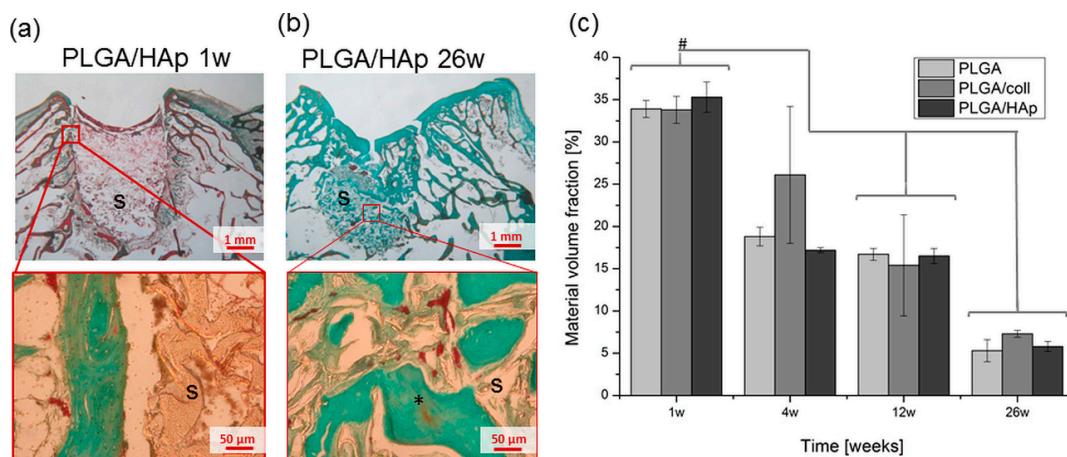 (a)
PLGA/HAp 1w
S
1 mm
S
50 µm
(b)
PLGA/HAp 26w
S
1 mm
*
S
50 µm
(c)
#
PLGA
PLGA/coll
PLGA/HAp
Material volume fraction [%]
40
35
30
25
20
15
10
5
0
1w 4w 12w 26w
Time [weeks]